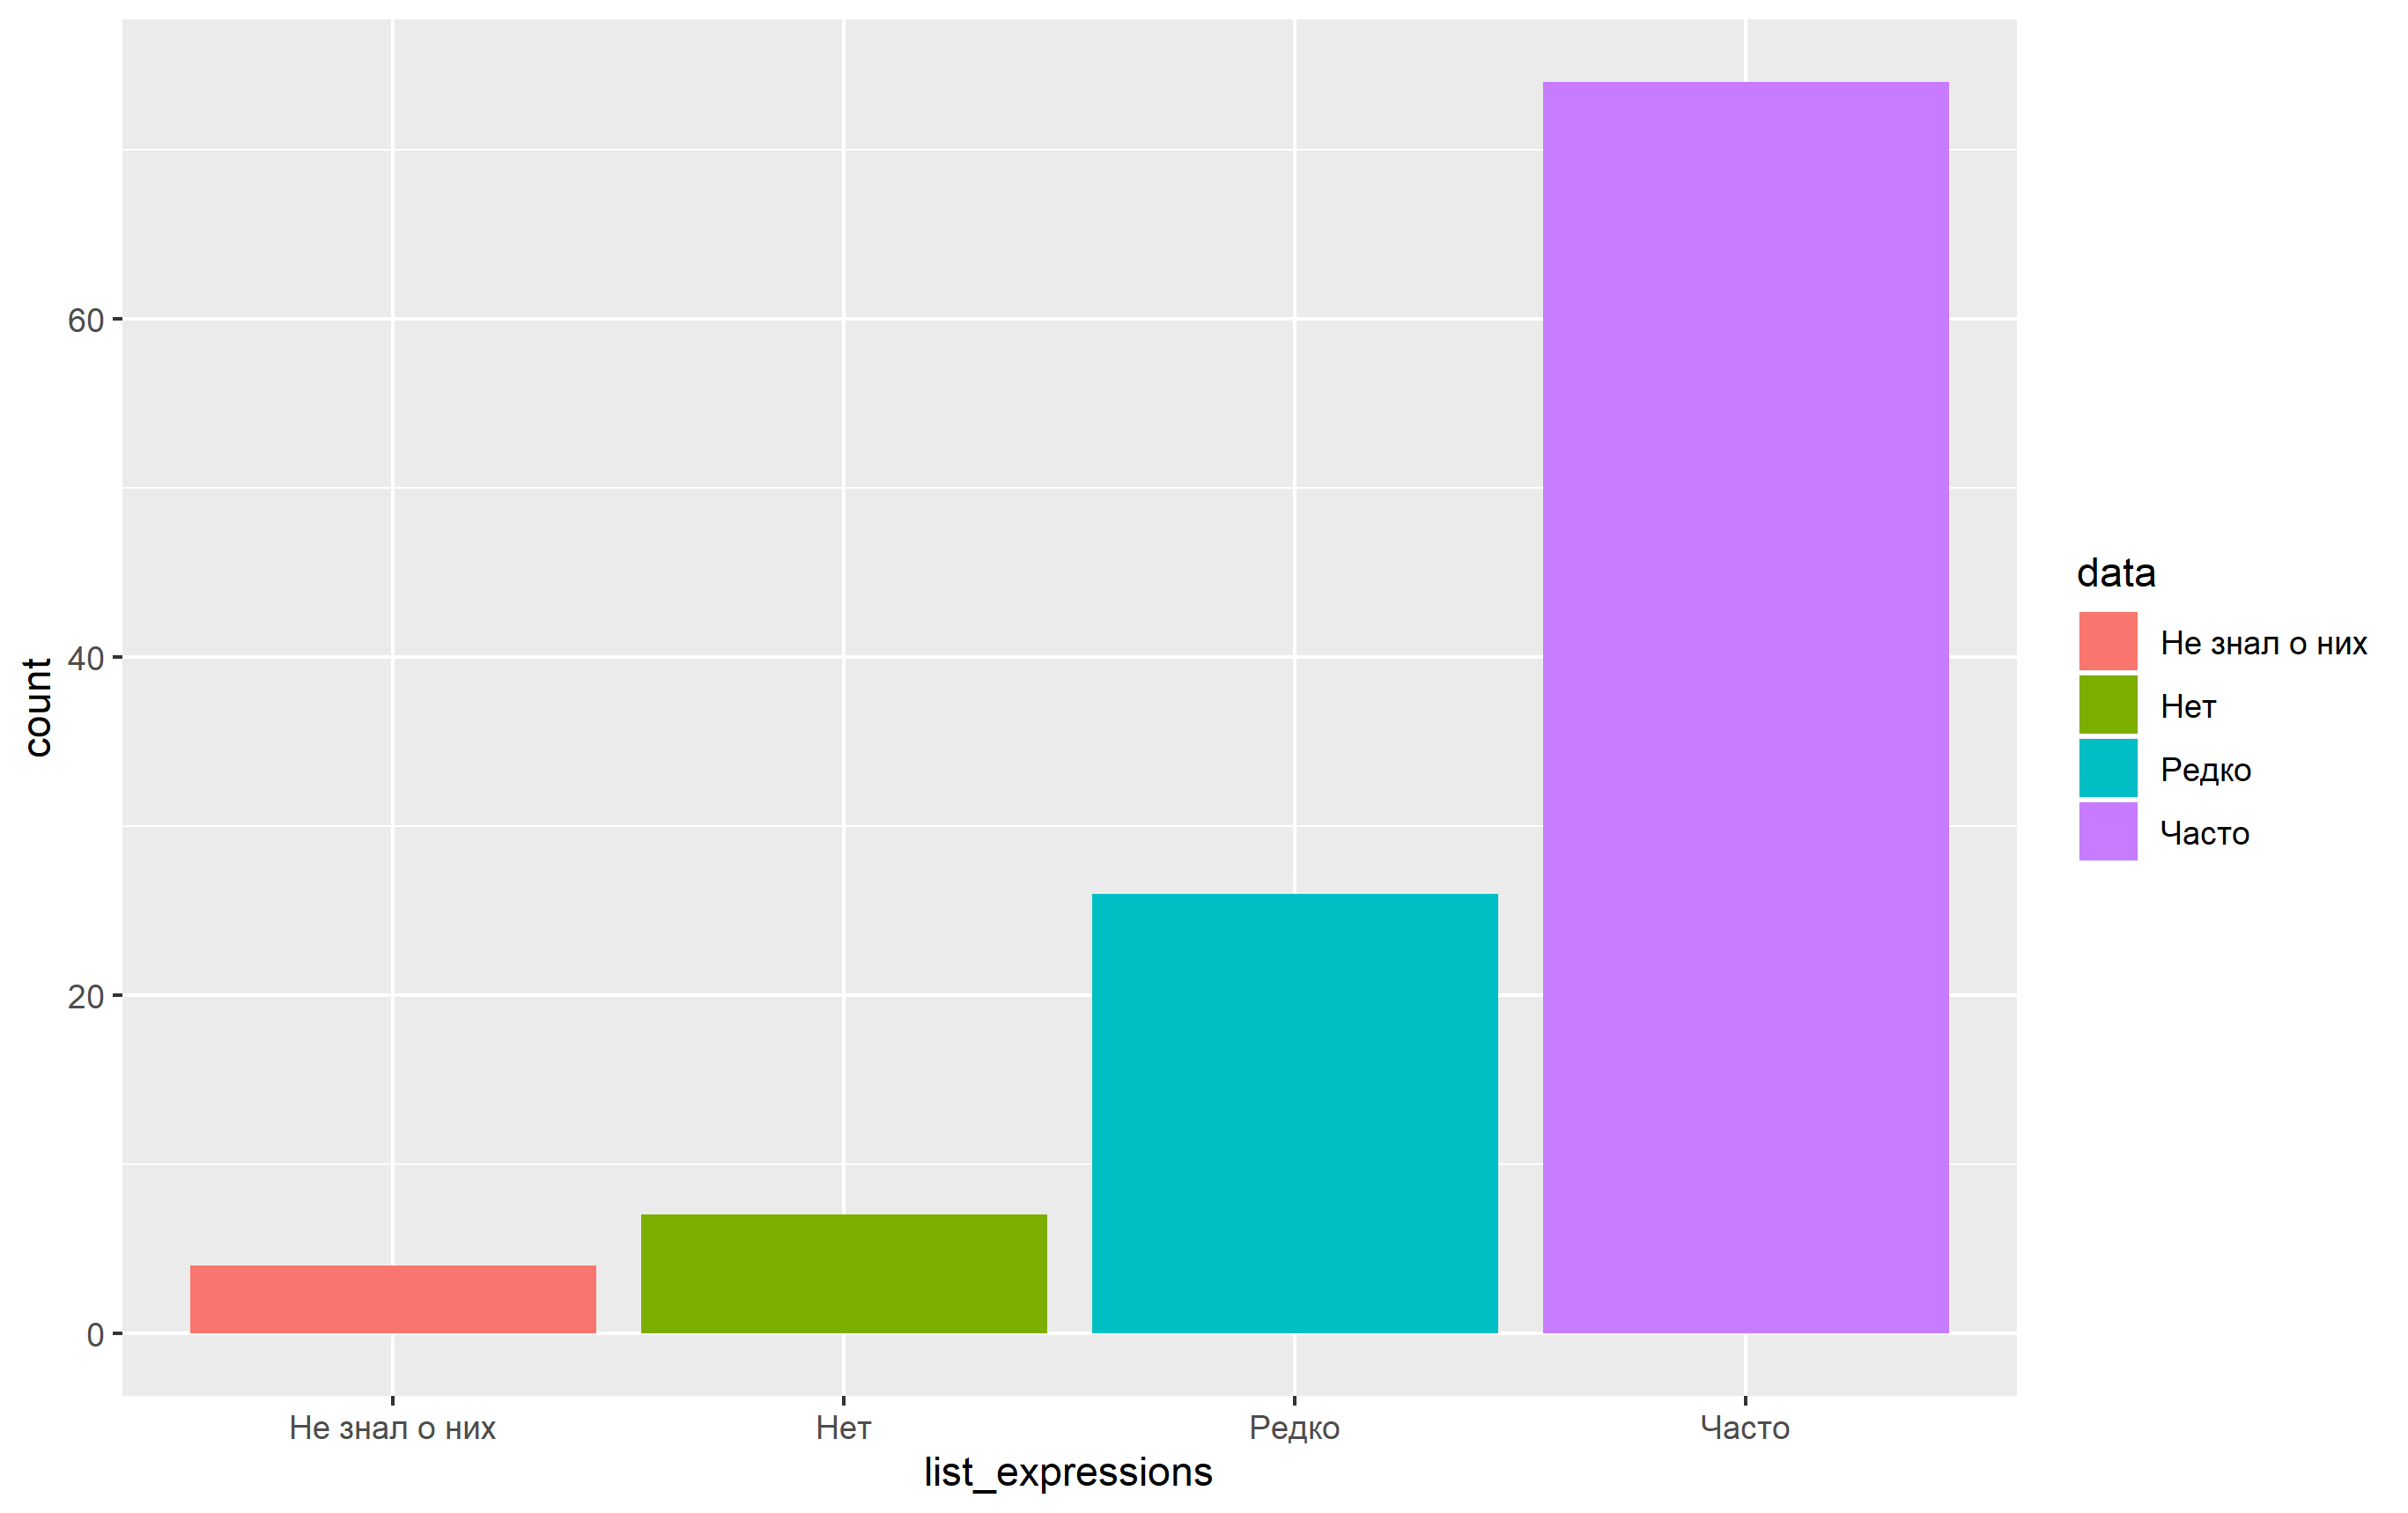 60
40
20
0
count
Не знал о них
Нет
Редко
Часто
list_expressions
data
Не знал о них
Нет
Редко
Часто